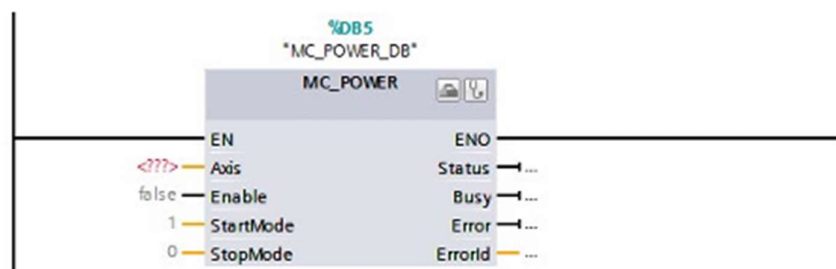 %DB5
"MC_POWER_DB"
MC_POWER
EN ENO
<???> Axis Status ...
false Enable Busy ...
1 StartMode Error ...
0 StopMode ErrorId ...